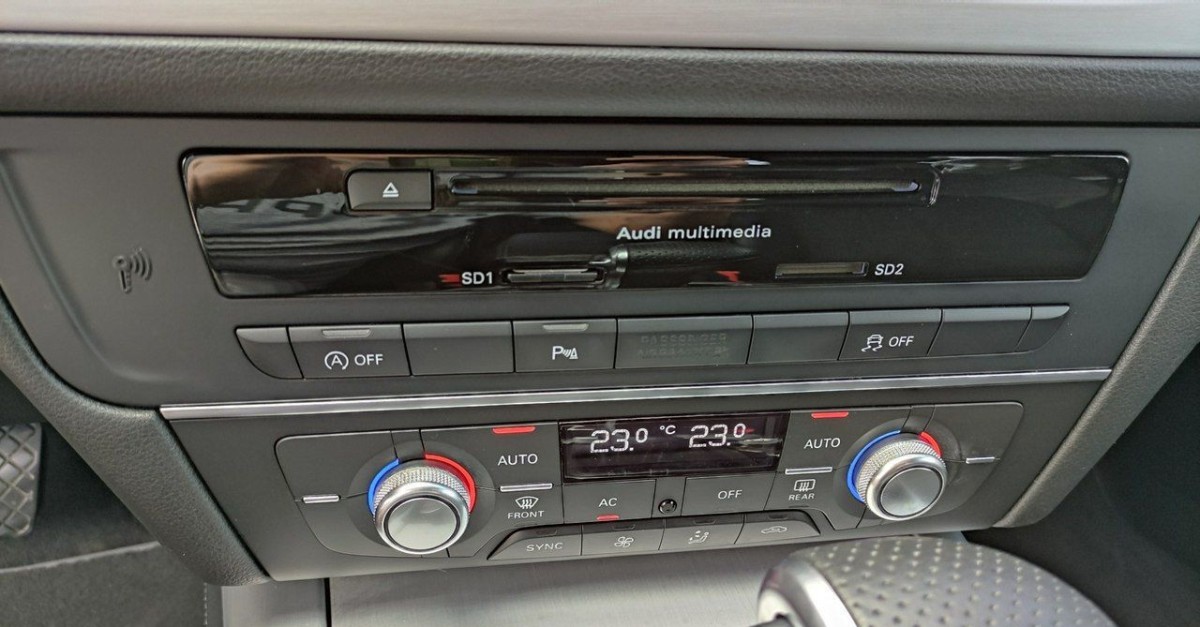 Audi multimedia
SD1
SD2
A OFF
P
OFF
23.0 °C 23.0
AUTO
AUTO
FRONT
AC
OFF
REAR
SYNC